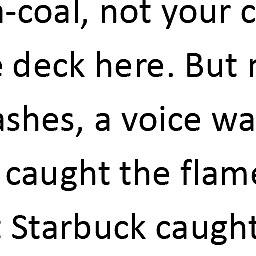 -coal, not your c
deck here. But
ashes, a voice wa
caught the flame
Starbuck caught